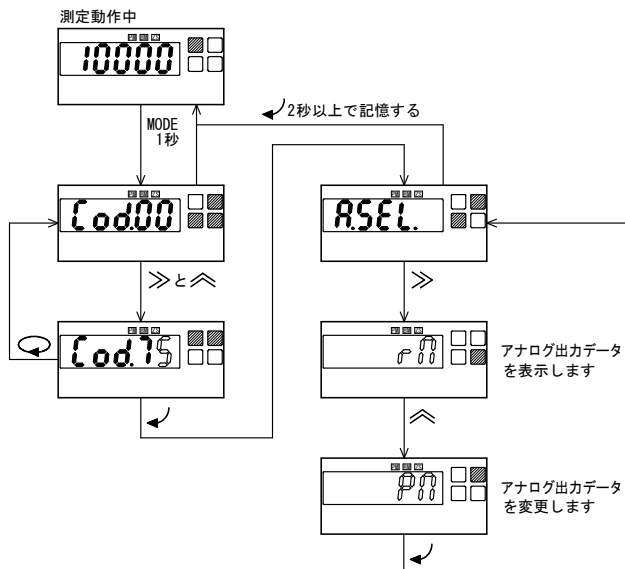 測定動作中
10000
MODE
1秒
2秒以上で記憶する
Cod.00
A.SEL.
≫と︽
≫
Cod.75
アナログ出力データ
を表示します
︽
アナログ出力データ
を変更します